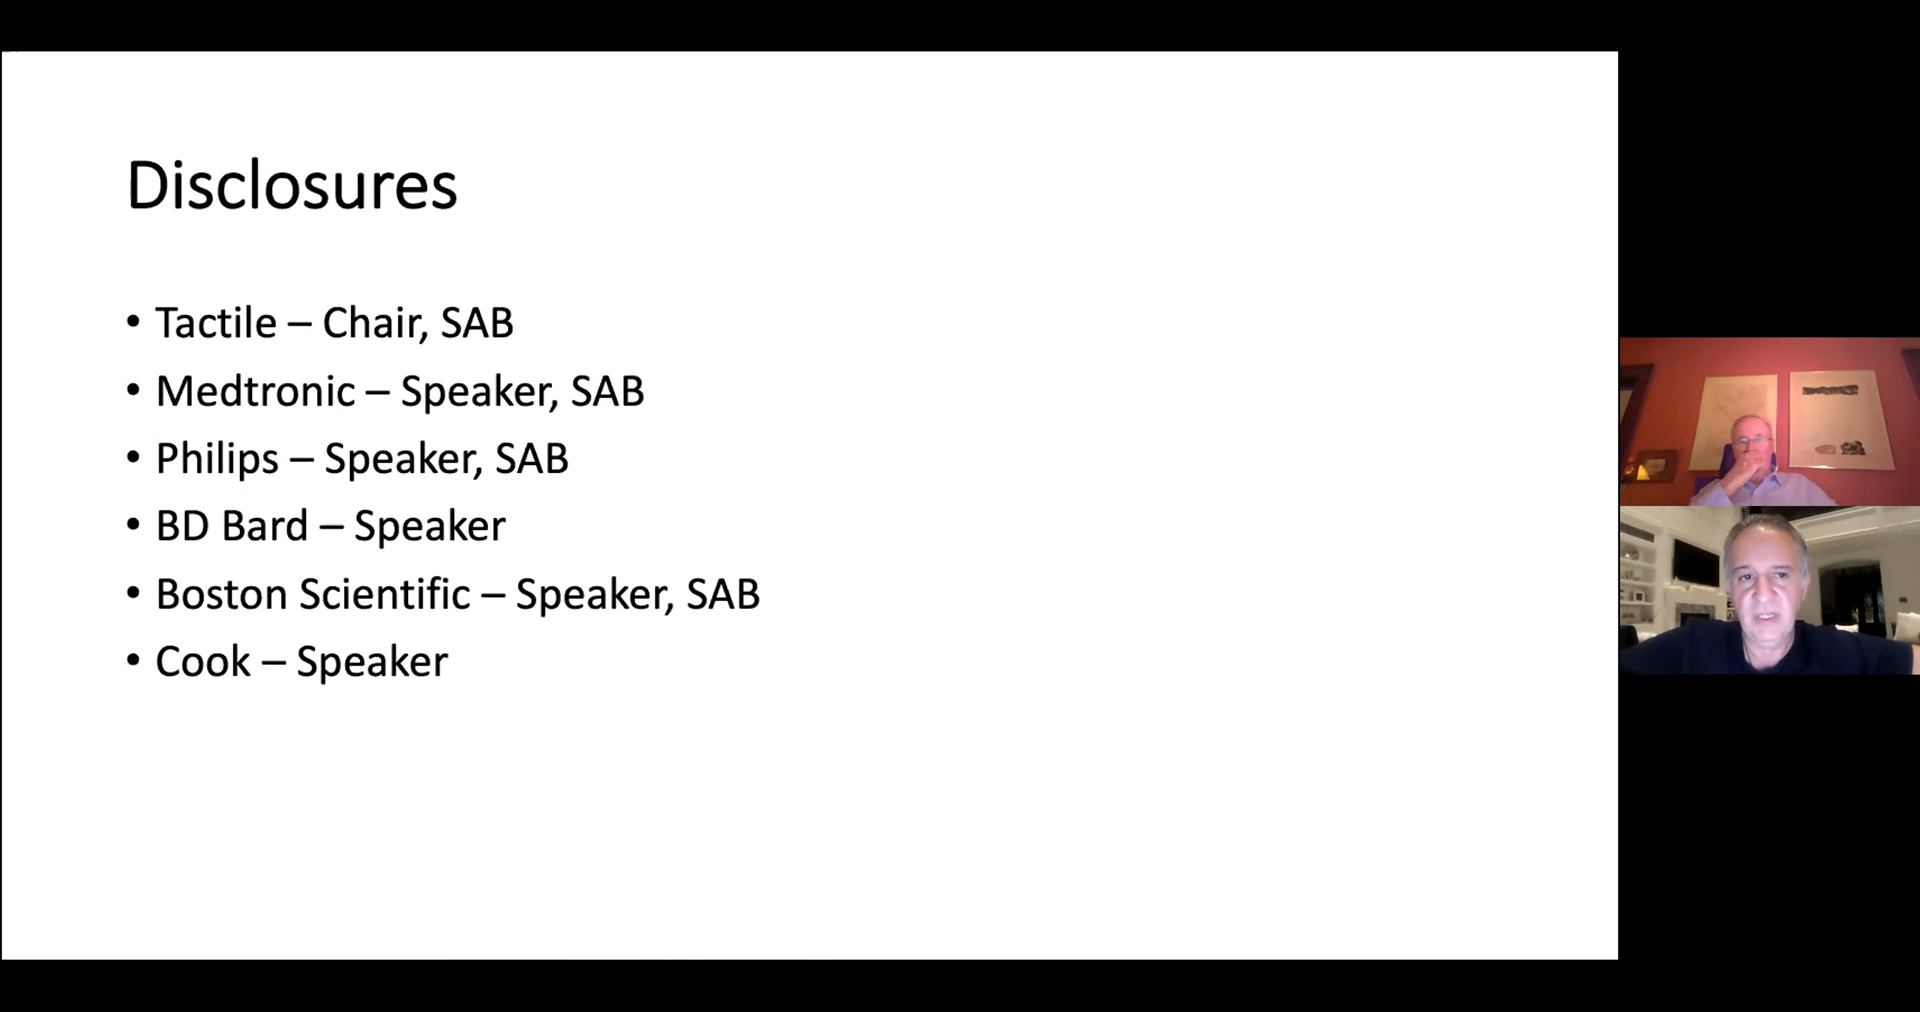 Disclosures
• Tactile – Chair, SAB
• Medtronic – Speaker, SAB
• Philips – Speaker, SAB
• BD Bard – Speaker
• Boston Scientific – Speaker, SAB
• Cook – Speaker